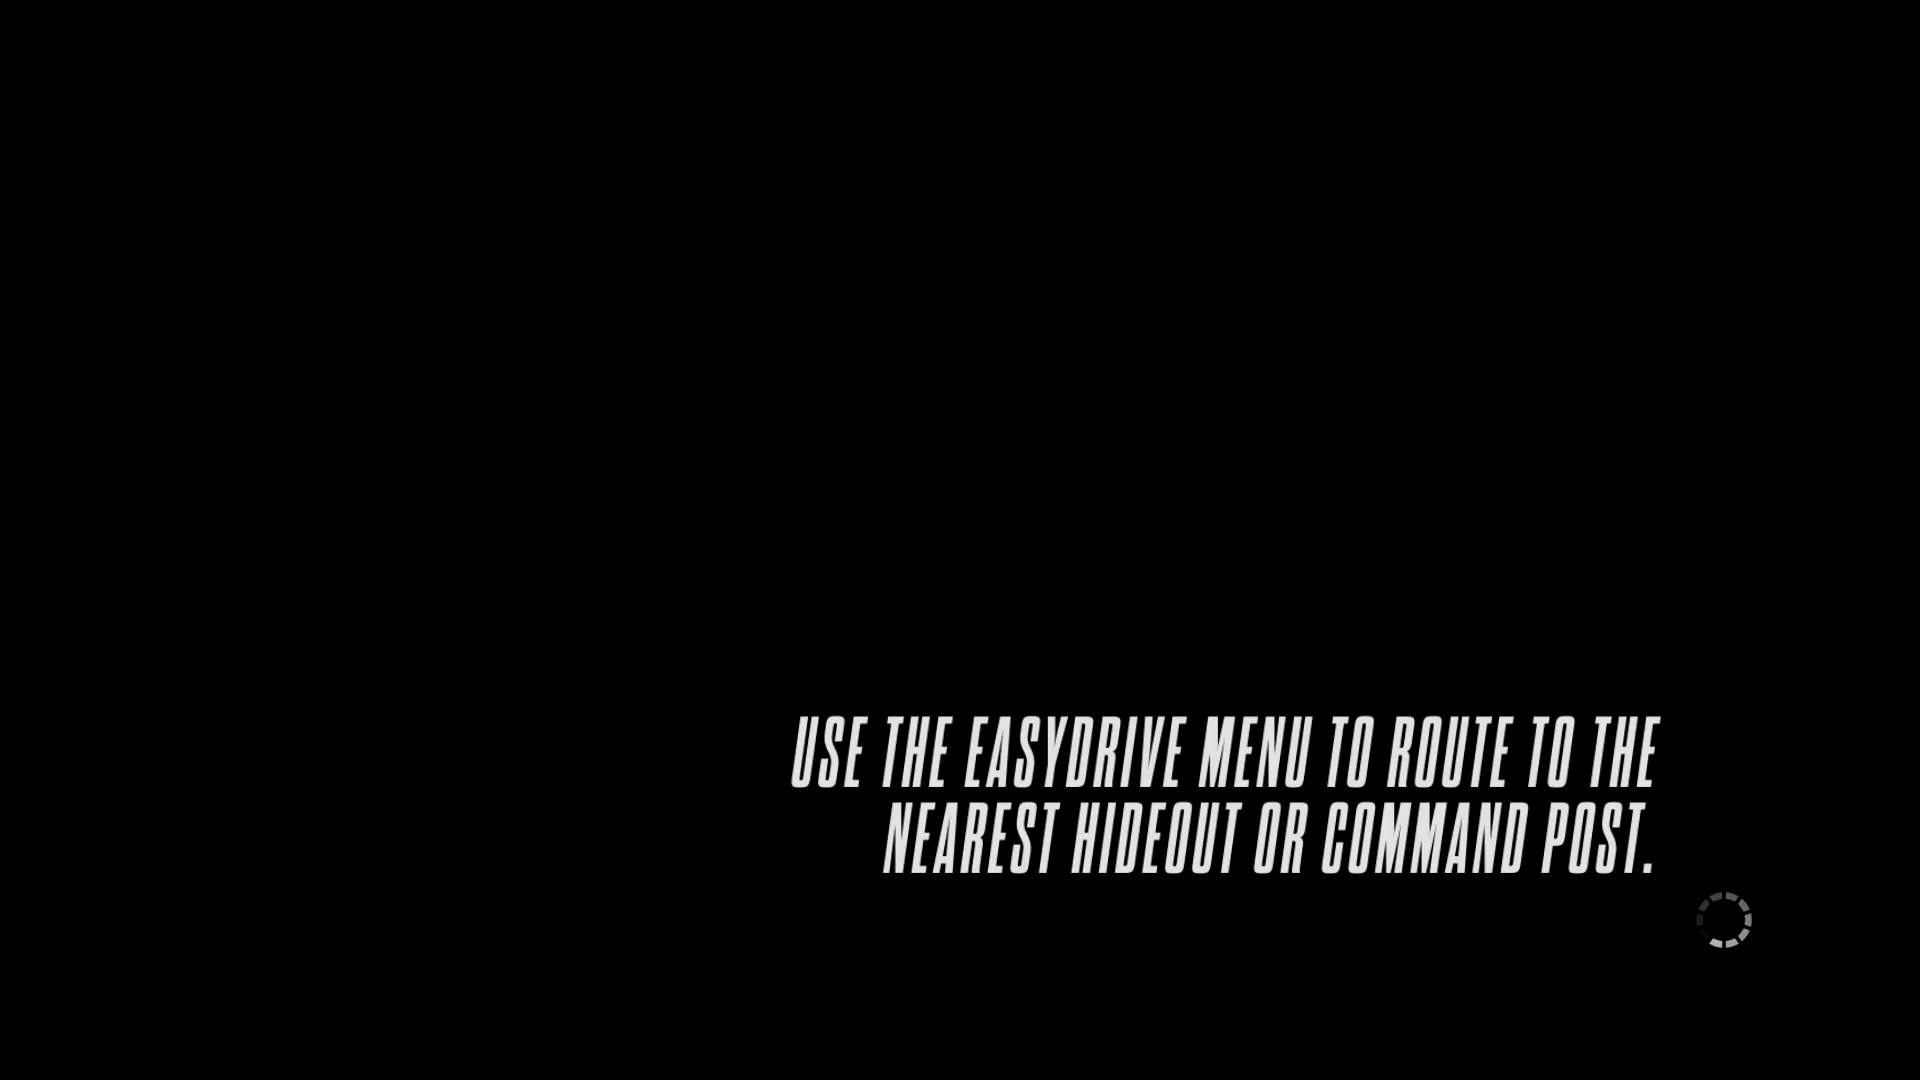 USE THE EASYDRIVE MENU TO ROUTE TO THE
NEAREST HIDEOUT OR COMMAND POST.